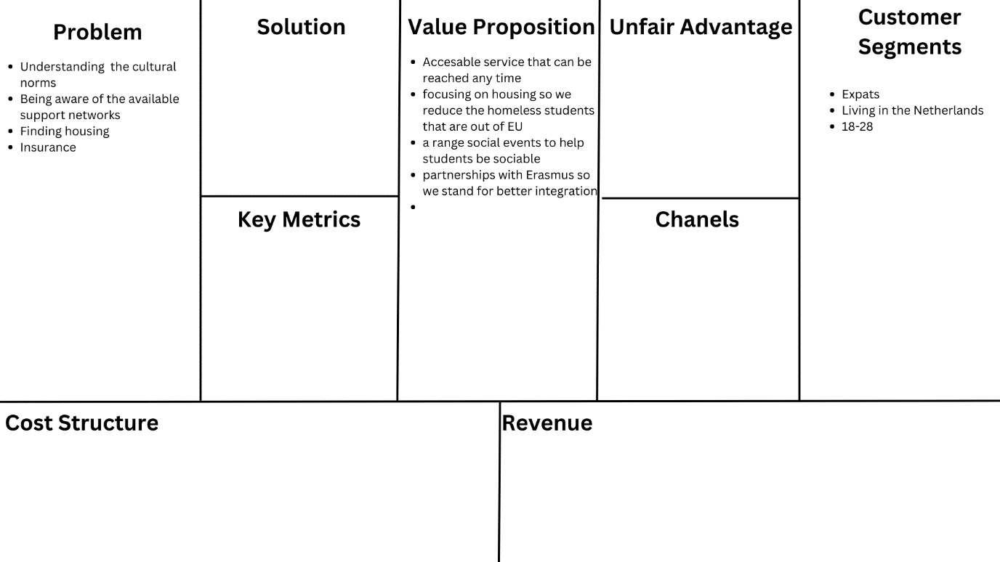 Problem
• Understanding  the cultural
norms
• Being aware of the available
support networks
• Finding housing
• Insurance
Solution
Key Metrics
Value Proposition
• Accesable service that can be
reached any time
• focusing on housing so we
reduce the homeless students
that are out of EU
• a range social events to help
students be sociable
• partnerships with Erasmus so
we stand for better integration
•
Unfair Advantage
Chanels
Customer
Segments
• Expats
• Living in the Netherlands
• 18-28
Cost Structure
Revenue